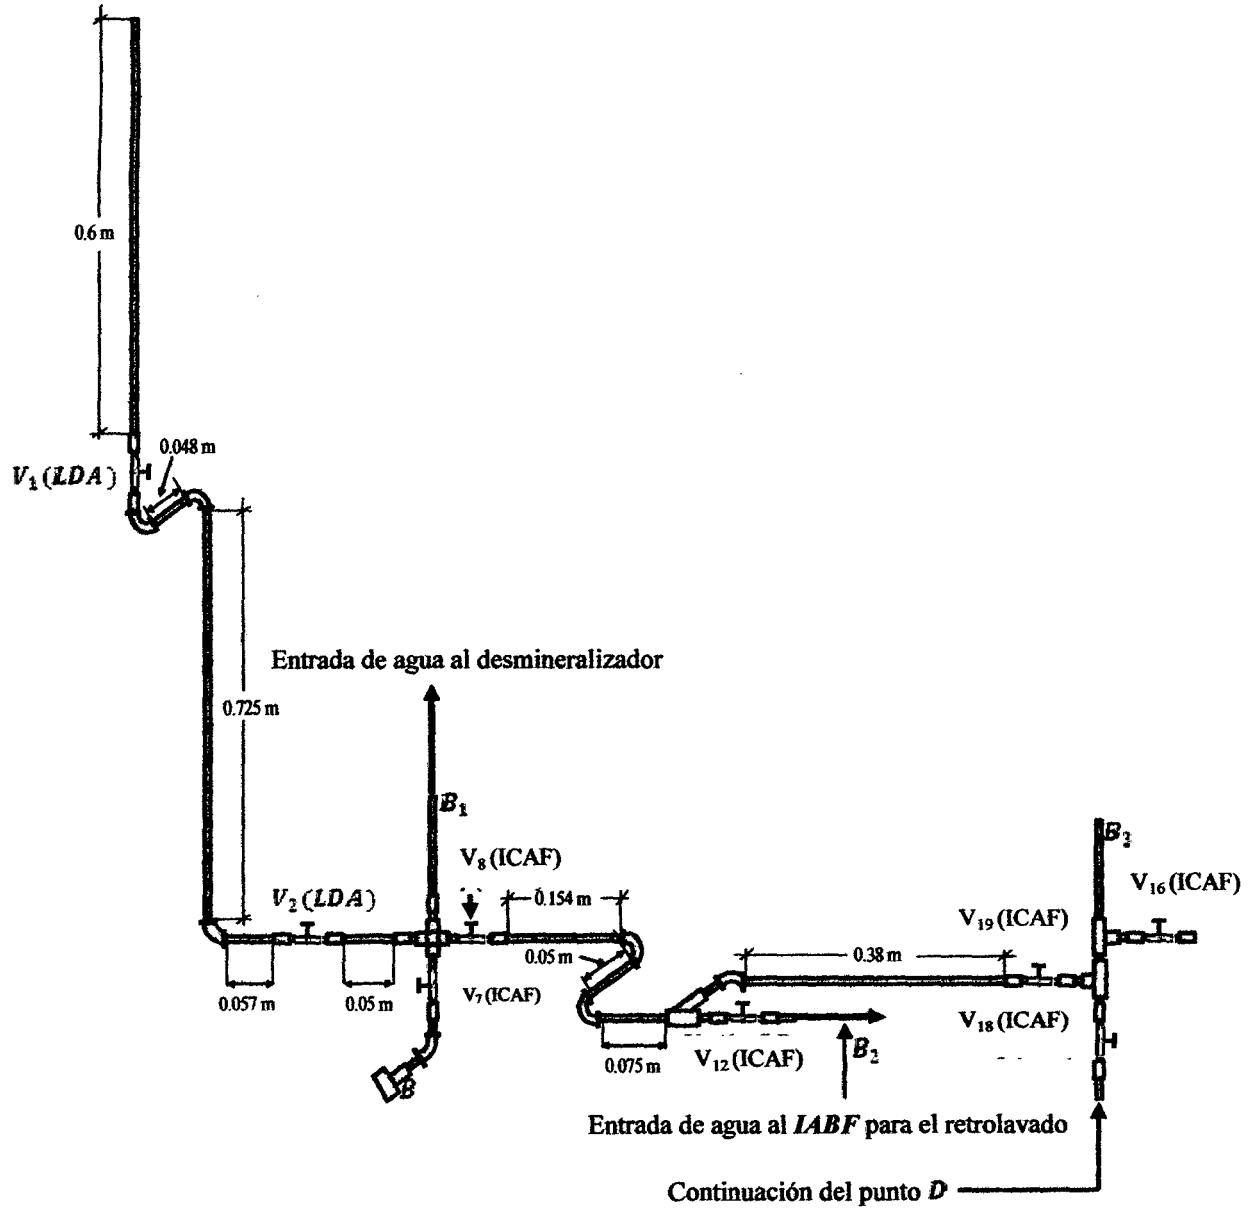 0.6 m
0.048 m
V1 (LDA)
Entrada de agua al desmineralizador
0.725 m
B1
V8 (ICAF)
B3
V16 (ICAF)
V2 (LDA)
0.154 m
V19 (ICAF)
0.05 m
0.38 m
0.057 m
0.05 m
V7 (ICAF)
V18 (ICAF)
0.075 m
V12 (ICAF)
B2
B
Entrada de agua al IABF para el retrolavado
Continuación del punto D